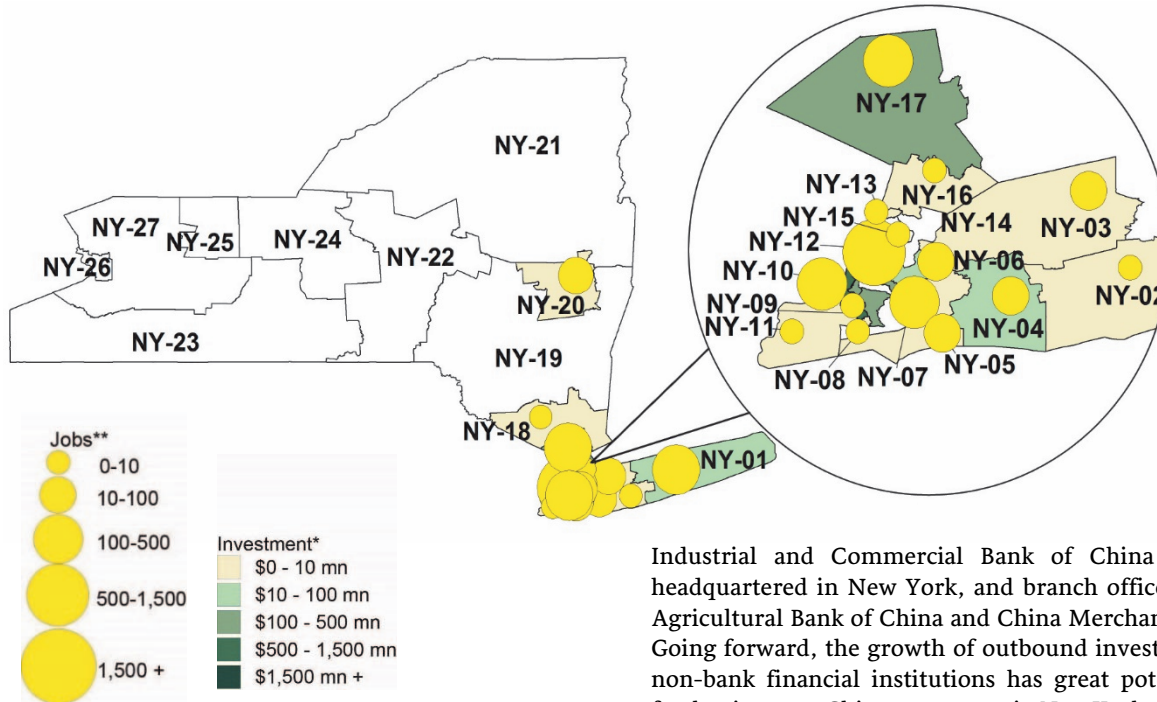 NY-17
NY-21
NY-13
NY-16
NY-15
NY-14
NY-03
NY-27
NY-25
NY-24
NY-12
NY-22
NY-06
NY-26
NY-10
NY-02
NY-20
NY-09
NY-11
NY-04
NY-23
NY-19
NY-05
NY-08
NY-07
NY-18
NY-01
Jobs**
0-10
10-100
100-500
500-1,500
1,500 +
Investment*
$0 - 10 mn
$10 - 100 mn
$100 - 500 mn
$500 - 1,500 mn
$1,500 mn +
Industrial and Commercial Bank of China
headquartered in New York, and branch office
Agricultural Bank of China and China Merchan
Going forward, the growth of outbound invest
non-bank financial institutions has great pot